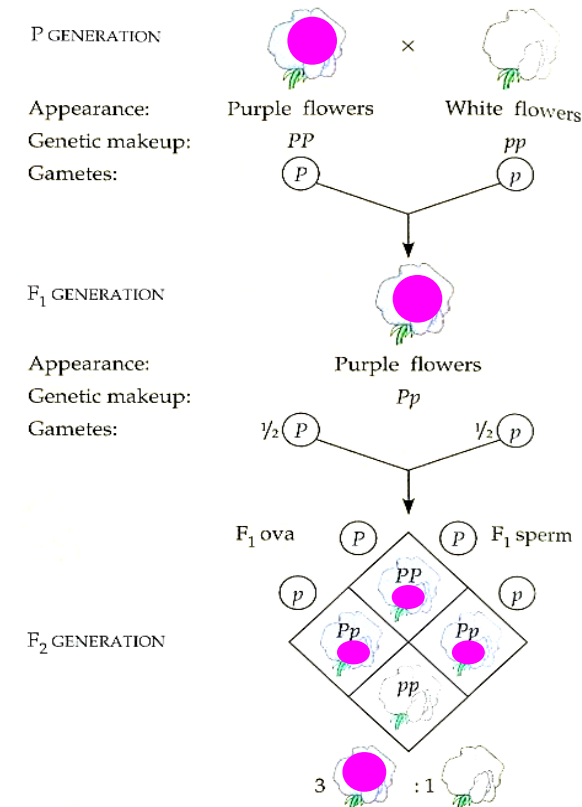 P GENERATION ×
Appearance: Purple flowers White flowers
Genetic makeup: PP pp
Gametes: P p
F₁ GENERATION
Appearance: Purple flowers
Genetic makeup: Pp
Gametes: ½ P ½ p
F₁ ova P P F₁ sperm
p PP p
F₂ GENERATION Pp Pp
pp
3 : 1